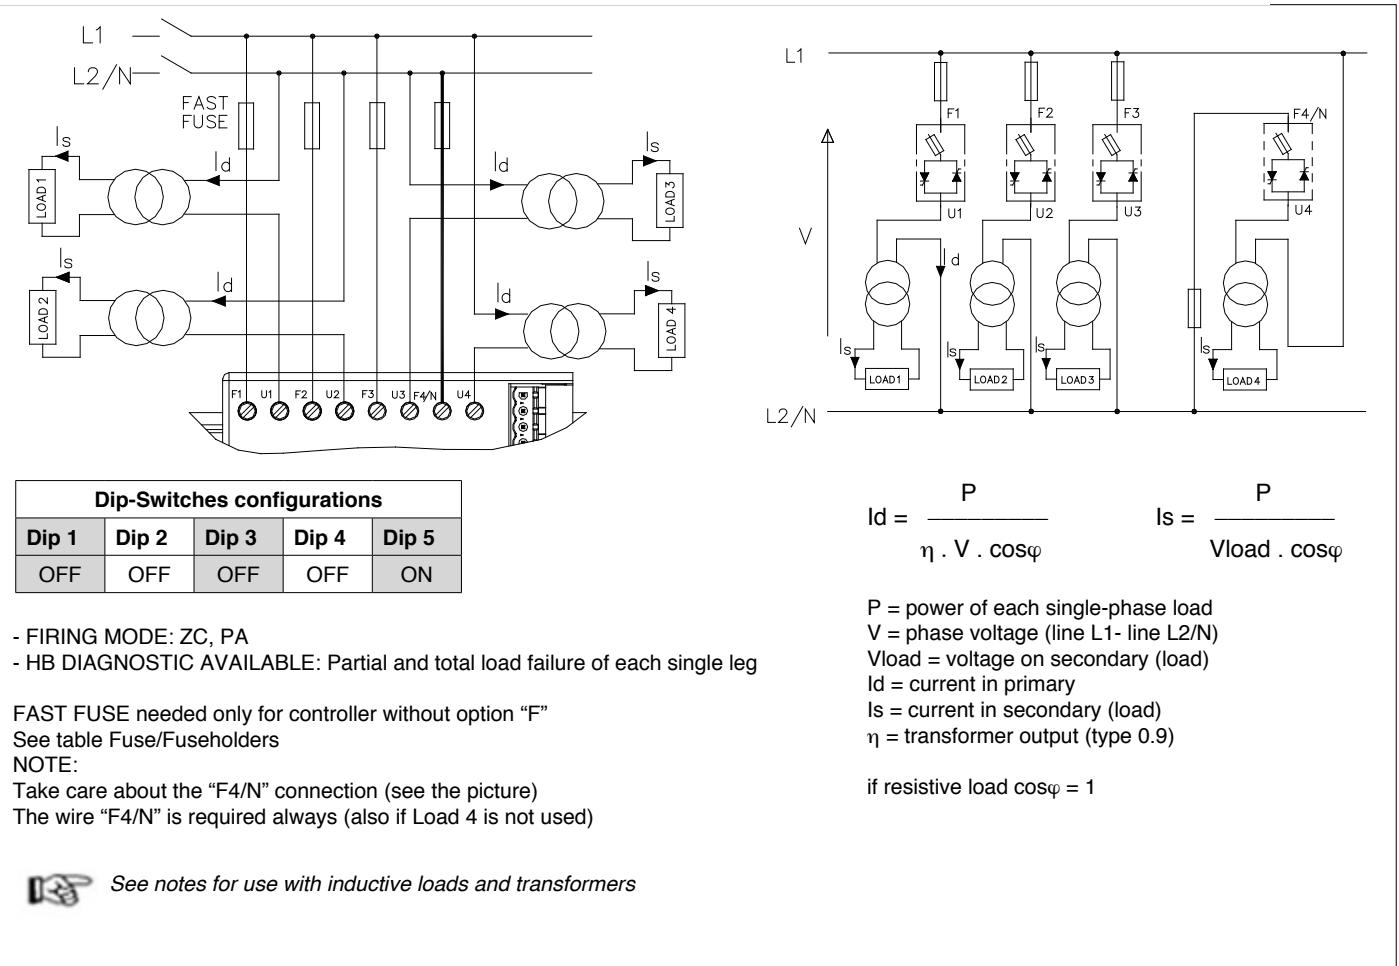 L1
L2/N
FAST
FUSE
Is
Id
LOAD1
Is
Id
LOAD 2
Id
Is
LOAD3
Id
Is
LOAD 4
F1 U1 F2 U2 F3 U3 F4/N U4
L1
F1 F2 F3 F4/N
U1 U2 U3 U4
V
Id
Is Is Is Is
LOAD1 LOAD2 LOAD3 LOAD4
L2/N
Dip-Switches configurations
Dip 1 Dip 2 Dip 3 Dip 4 Dip 5
OFF OFF OFF OFF ON
- FIRING MODE: ZC, PA
- HB DIAGNOSTIC AVAILABLE: Partial and total load failure of each single leg
FAST FUSE needed only for controller without option “F”
See table Fuse/Fuseholders
NOTE:
Take care about the “F4/N” connection (see the picture)
The wire “F4/N” is required always (also if Load 4 is not used)
See notes for use with inductive loads and transformers
P
Id = _________
η . V . cosφ
P
Is = _________
Vload . cosφ
P = power of each single-phase load
V = phase voltage (line L1- line L2/N)
Vload = voltage on secondary (load)
Id = current in primary
Is = current in secondary (load)
η = transformer output (type 0.9)
if resistive load cosφ = 1